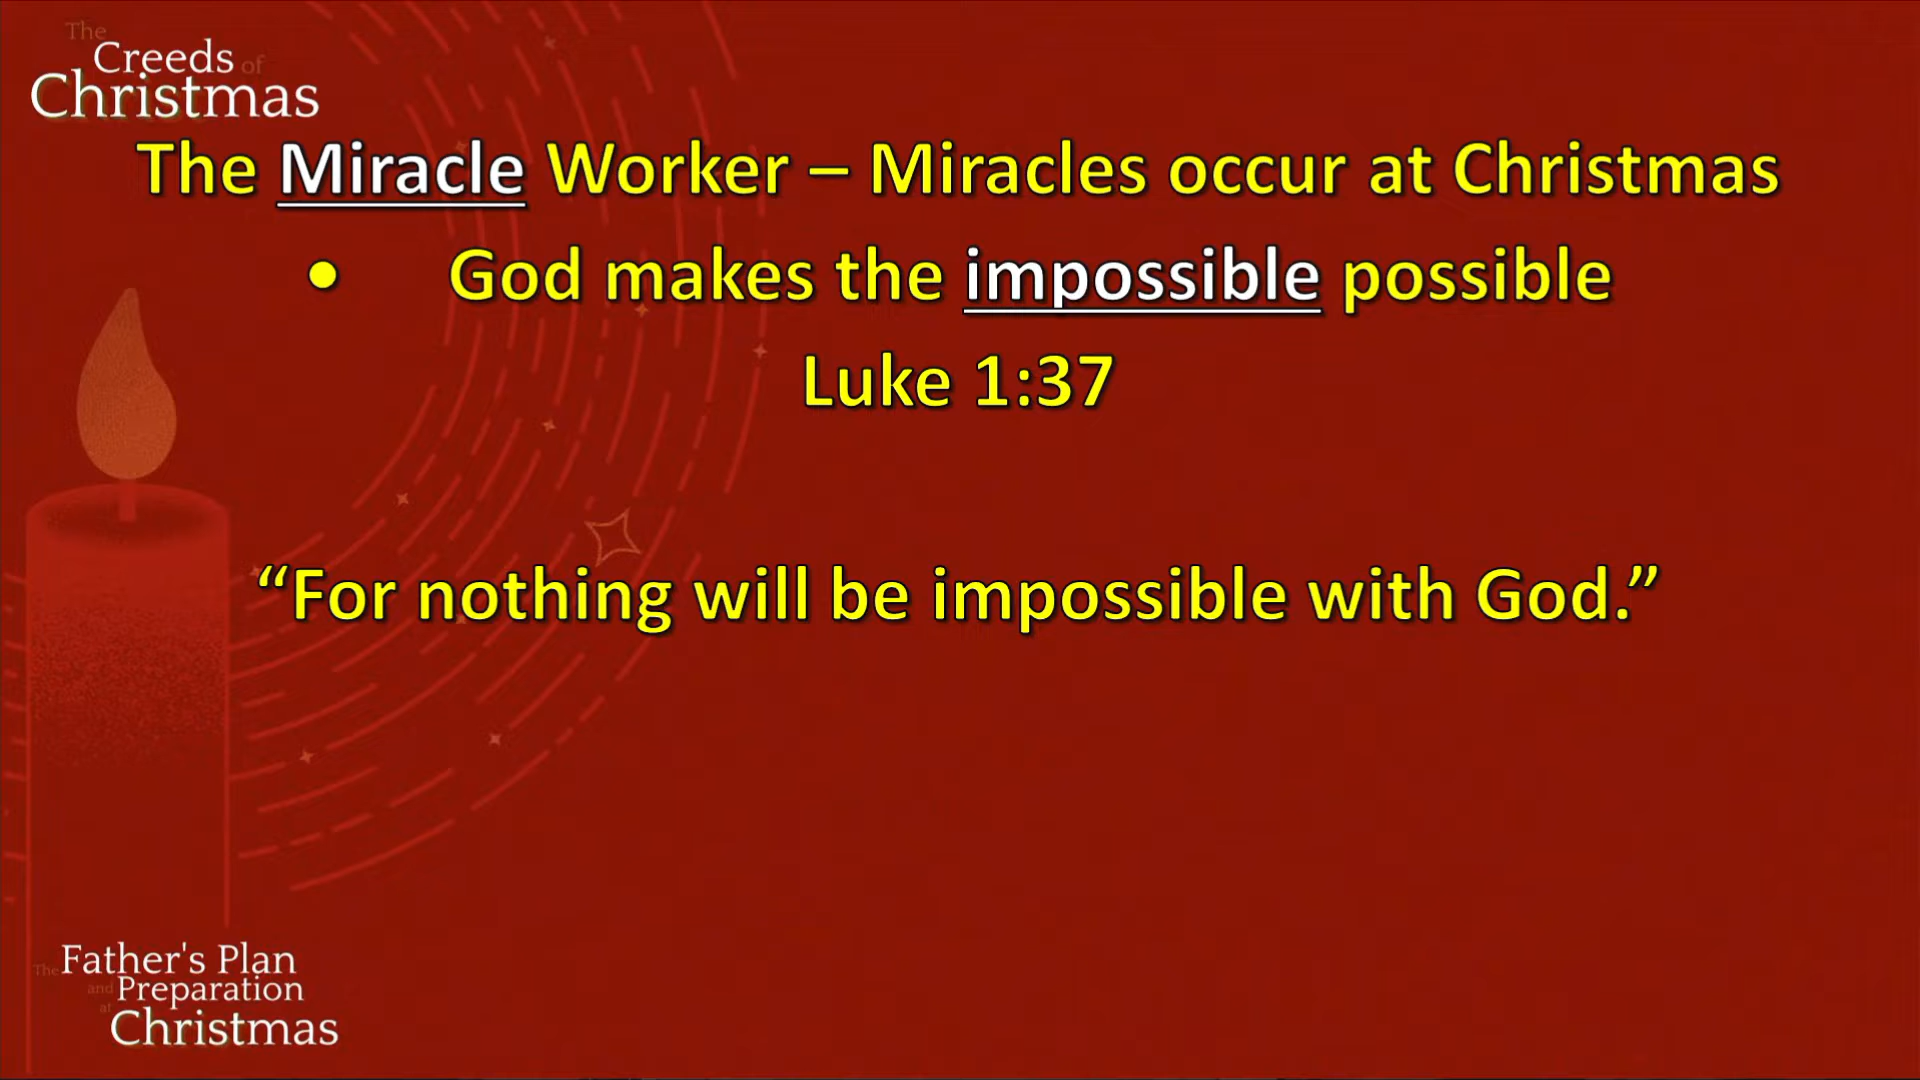 The
Creeds of
Christmas
The Miracle Worker – Miracles occur at Christmas
• God makes the impossible possible
Luke 1:37
“For nothing will be impossible with God.”
The Father's Plan
and Preparation
at Christmas